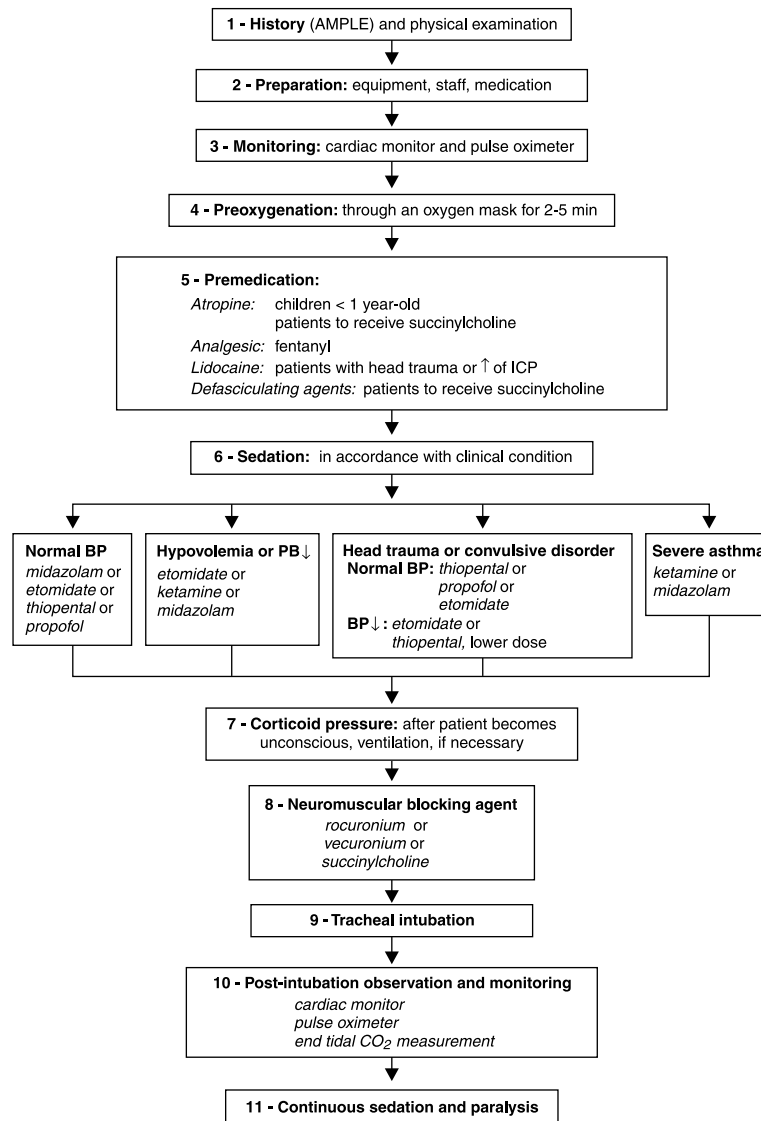 1 - History (AMPLE) and physical examination
2 - Preparation: equipment, staff, medication
3 - Monitoring: cardiac monitor and pulse oximeter
4 - Preoxygenation: through an oxygen mask for 2-5 min
5 - Premedication:
Atropine: children < 1 year-old
patients to receive succinylcholine
Analgesic: fentanyl
Lidocaine: patients with head trauma or ↑ of ICP
Defasciculating agents: patients to receive succinylcholine
6 - Sedation: in accordance with clinical condition
Normal BP
midazolam or
etomidate or
thiopental or
propofol
Hypovolemia or PB ↓
etomidate or
ketamine or
midazolam
Head trauma or convulsive disorder
Normal BP: thiopental or
propofol or
etomidate
BP ↓ : etomidate or
thiopental, lower dose
Severe asthma
ketamine or
midazolam
7 - Corticoid pressure: after patient becomes
unconscious, ventilation, if necessary
8 - Neuromuscular blocking agent
rocuronium or
vecuronium or
succinylcholine
9 - Tracheal intubation
10 - Post-intubation observation and monitoring
cardiac monitor
pulse oximeter
end tidal CO2 measurement
11 - Continuous sedation and paralysis